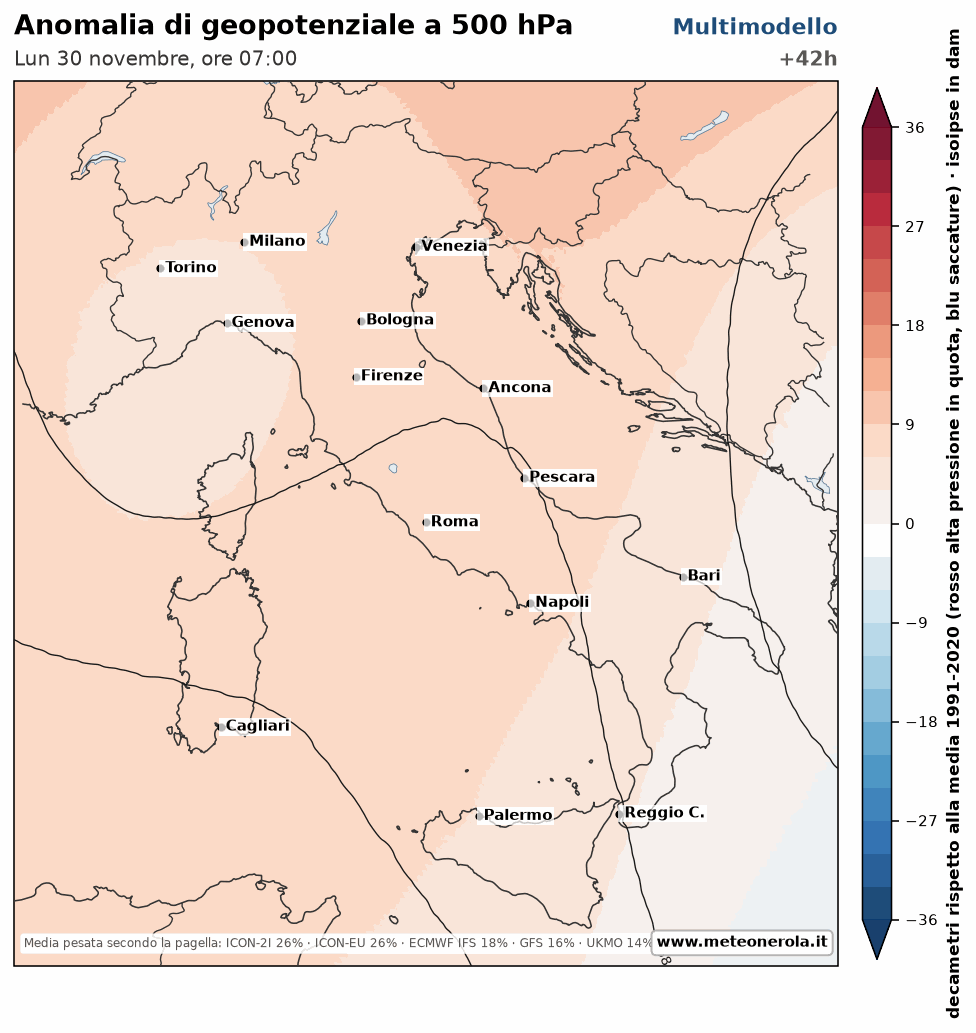 Anomalia di geopotenziale a 500 hPa
Multimodello
Lun 30 novembre, ore 07:00
+42h
Milano
Venezia
Torino
Genova
Bologna
Firenze
Ancona
Pescara
Roma
Bari
Napoli
Cagliari
Palermo
Reggio C.
Media pesata secondo la pagella: ICON-2I 26% · ICON-EU 26% · ECMWF IFS 18% · GFS 16% · UKMO 14%
www.meteonerola.it
36
27
18
9
0
−9
−18
−27
−36
decametri rispetto alla media 1991-2020 (rosso alta pressione in quota, blu saccature) · isoipse in dam